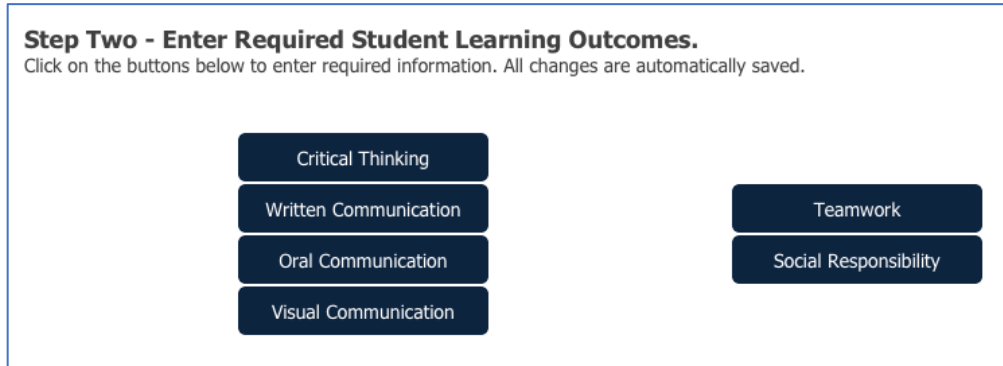 Step Two - Enter Required Student Learning Outcomes.
Click on the buttons below to enter required information. All changes are automatically saved.
Critical Thinking
Written Communication
Oral Communication
Visual Communication
Teamwork
Social Responsibility